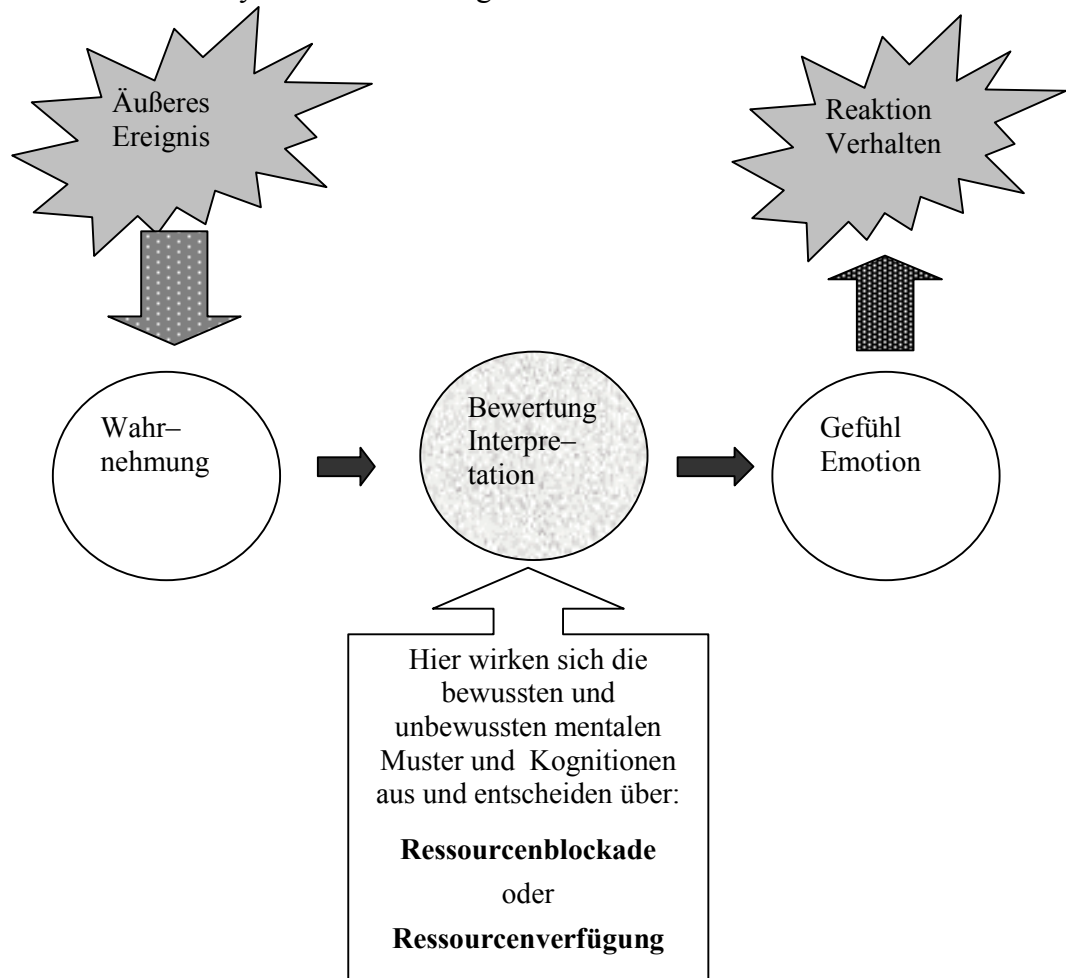 Äußeres
Ereignis
Reaktion
Verhalten
Wahr–
nehmung
Bewertung
Interpre–
tation
Gefühl
Emotion
Hier wirken sich die
bewussten und
unbewussten mentalen
Muster und Kognitionen
aus und entscheiden über:
Ressourcenblockade
oder
Ressourcenverfügung